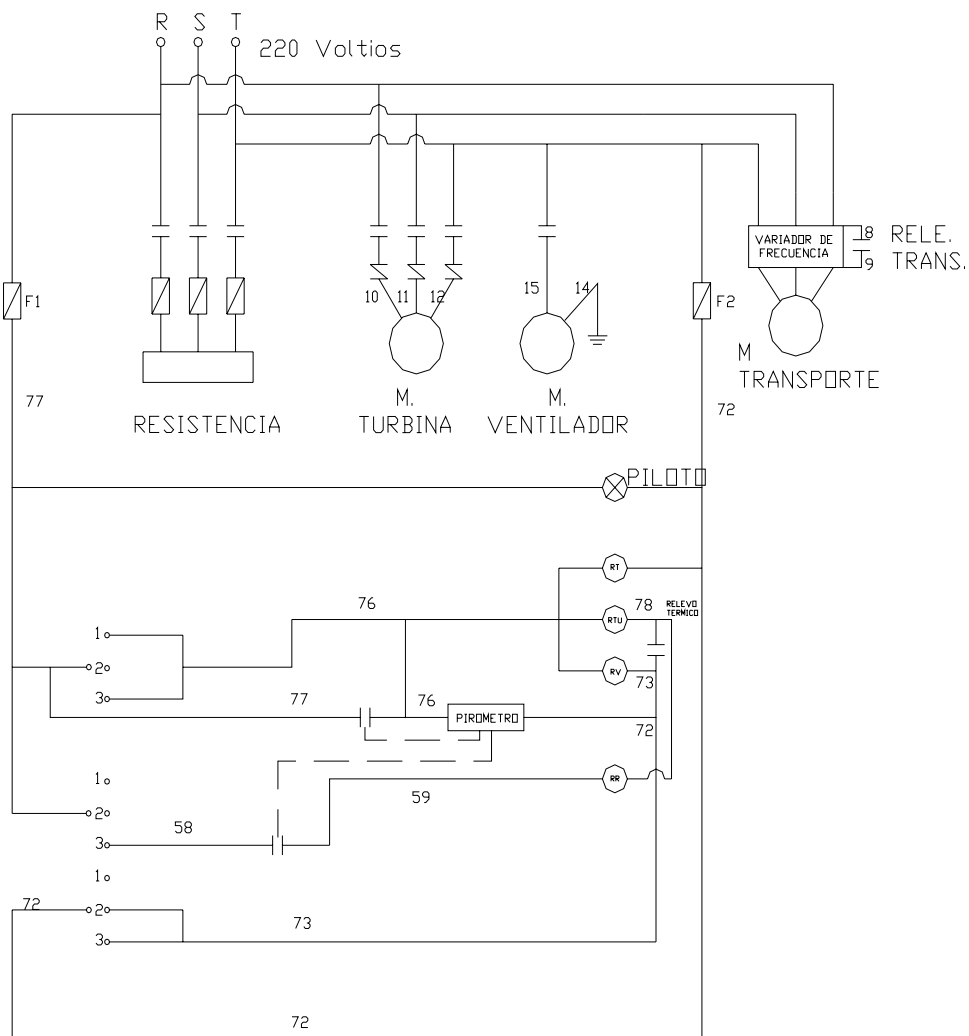 R S T
220 Voltios
VARIADOR DE
FRECUENCIA
8
9
RELE.
TRANS.
F1
10 11 12
15 14
F2
M
TRANSPORTE
77
RESISTENCIA
M.
TURBINA
M.
VENTILADOR
72
PILOTO
RT
76
RTU
78
RELEVO
TERMICO
1
2
3
RV
73
77
76
PIROMETRO
72
1
2
3
RR
59
58
1
72
2
3
73
72